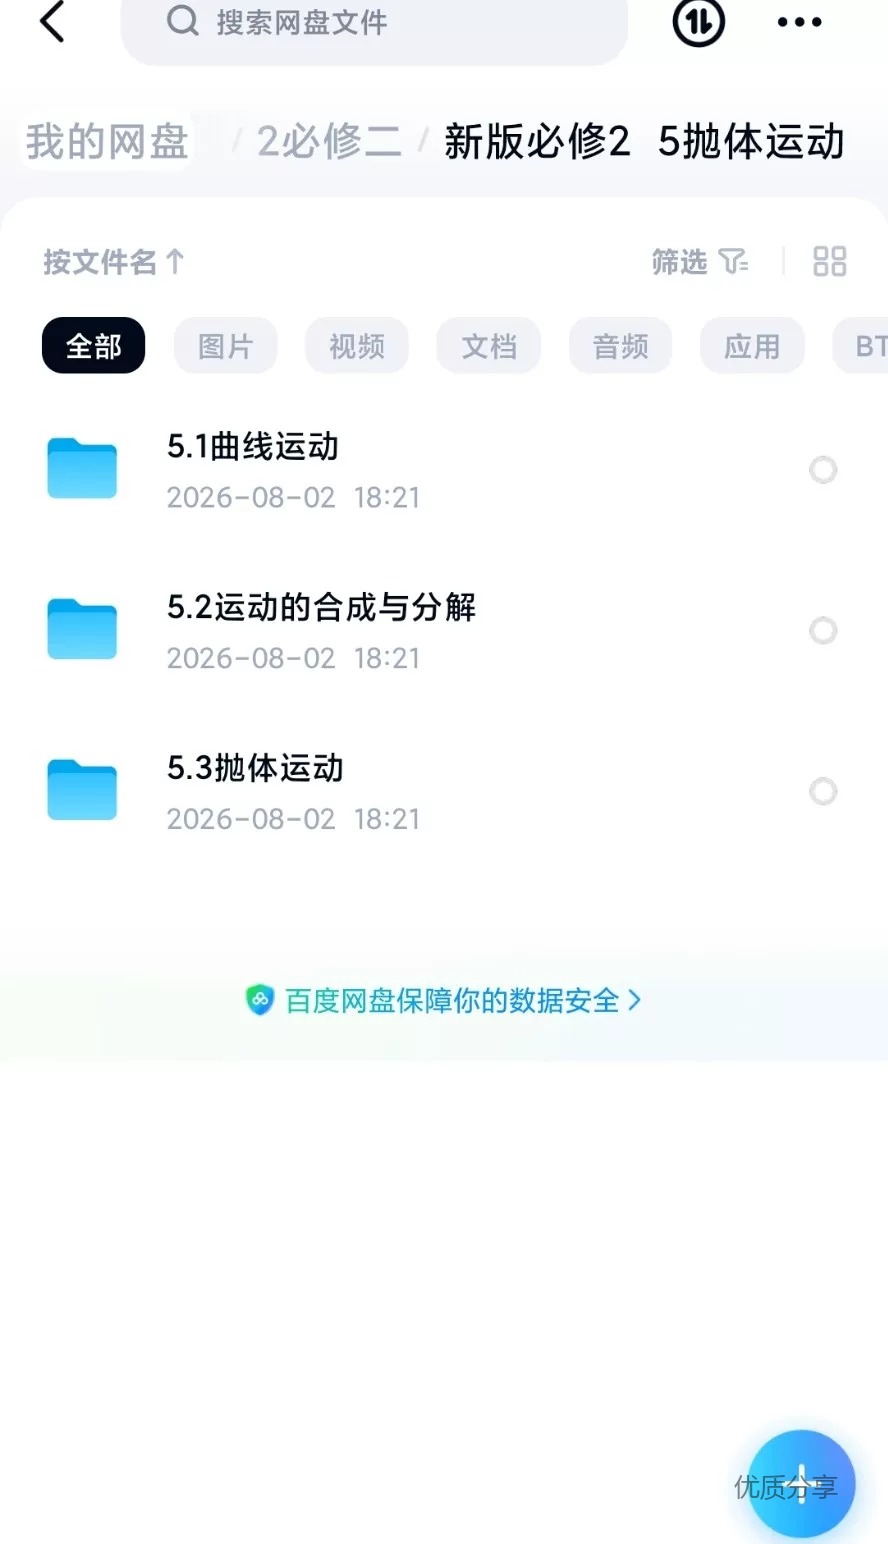 搜索网盘文件
我的网盘 / 2必修二 / 新版必修2 5抛体运动
按文件名↑ 筛选
全部 图片 视频 文档 音频 应用 BT
5.1曲线运动
2026-08-02 18:21
5.2运动的合成与分解
2026-08-02 18:21
5.3抛体运动
2026-08-02 18:21
百度网盘保障你的数据安全 >
优质分享